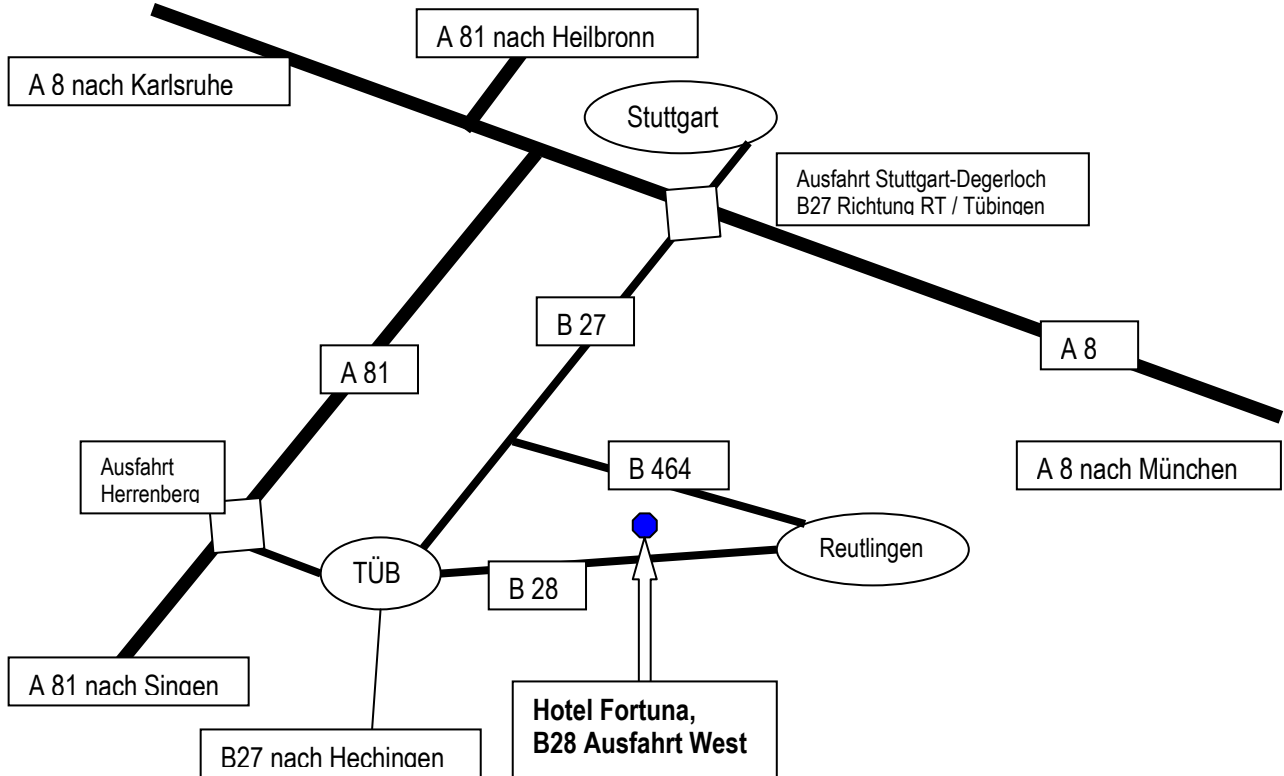 A 81 nach Heilbronn
A 8 nach Karlsruhe
Stuttgart
Ausfahrt Stuttgart-Degerloch
B27 Richtung RT / Tübingen
B 27
A 8
A 81
Ausfahrt
Herrenberg
B 464
A 8 nach München
Reutlingen
TÜB
B 28
A 81 nach Singen
Hotel Fortuna,
B28 Ausfahrt West
B27 nach Hechingen